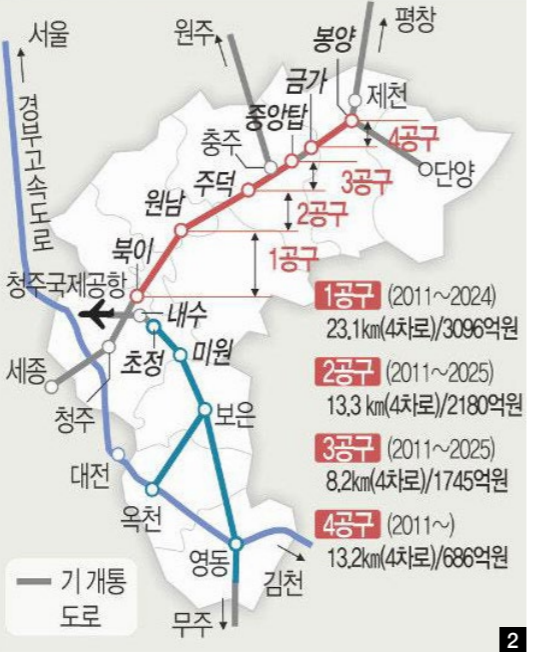 서울
원주
평창
봉양
금가
제천
중앙탑
4공구
충주
단양
3공구
주덕
2공구
원남
경부고속도로
북이
1공구
청주국제공항
내수
초정
미원
세종
청주
보은
대전
옥천
영동
김천
무주
1공구 (2011~2024)
23.1km(4차로)/3096억원
2공구 (2011~2025)
13.3 km(4차로)/2180억원
3공구 (2011~2025)
8.2km(4차로)/1745억원
4공구 (2011~)
13.2km(4차로)/686억원
기 개통
도로
2